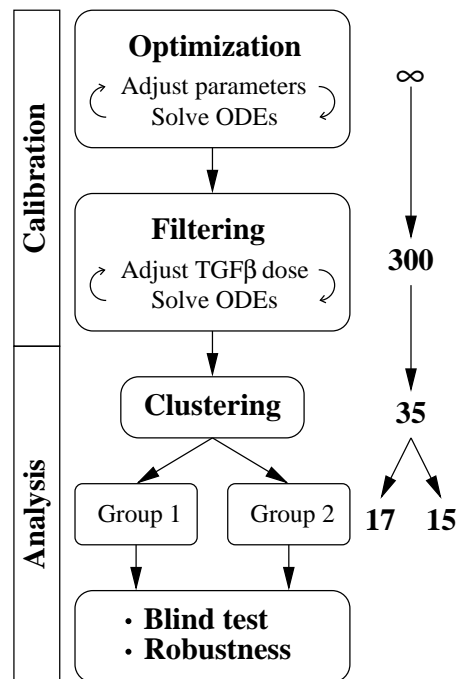 Optimization
Adjust parameters
Solve ODEs
∞
Calibration
Filtering
Adjust TGFβ dose
Solve ODEs
300
Clustering
35
Analysis
Group 1
Group 2
17
15
· Blind test
· Robustness